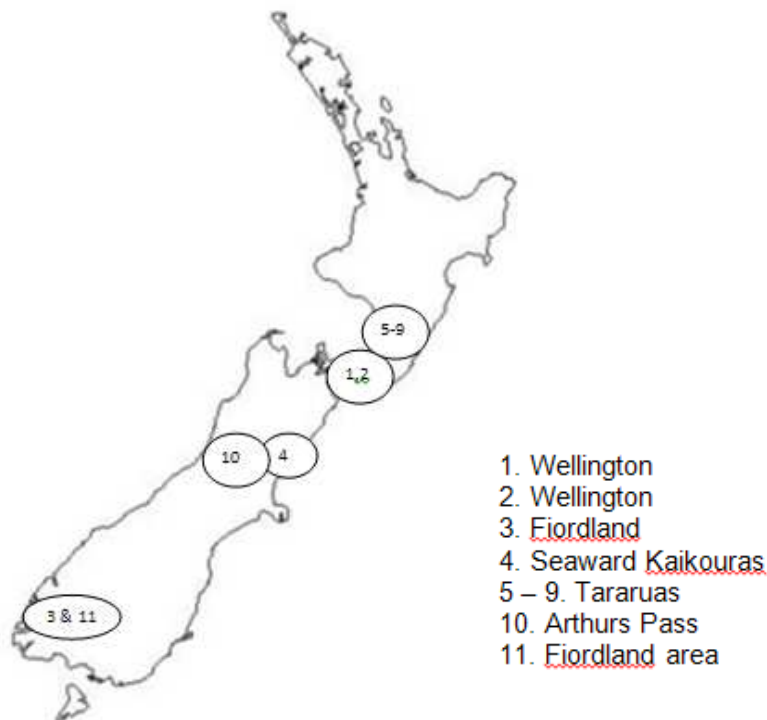 5-9
1,2
10
4
3 & 11
1. Wellington
2. Wellington
3. Fiordland
4. Seaward Kaikouras
5 – 9. Tararuas
10. Arthurs Pass
11. Fiordland area